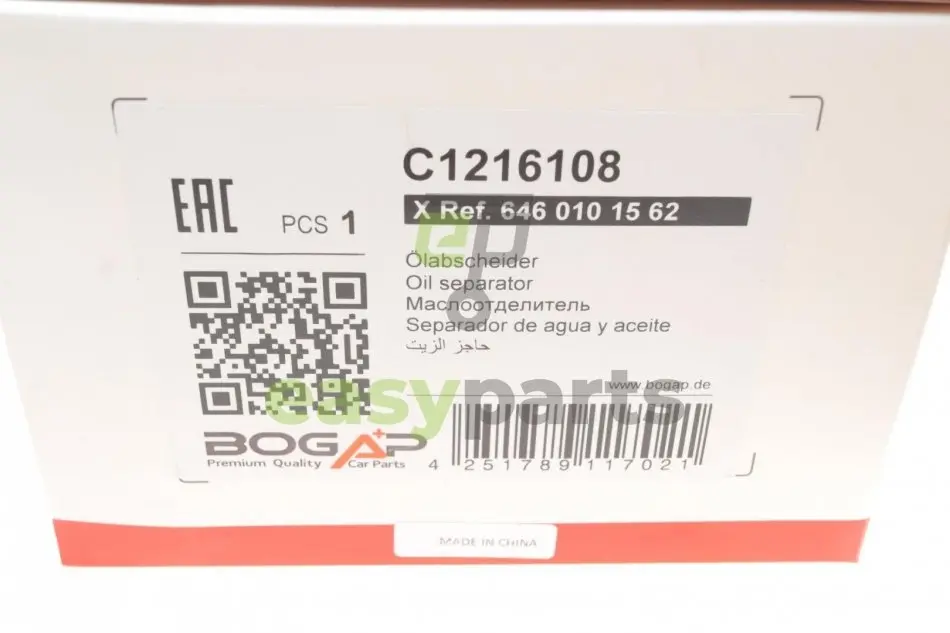 EAC
PCS 1
C1216108
X Ref. 646 010 15 62
Ölabscheider
Oil separator
Маслоотделитель
Separador de agua y aceite
حاجز الزيت
www.bogap.de
easyparts
BOGAP
Premium Quality Car Parts
4 251789 117021
MADE IN CHINA